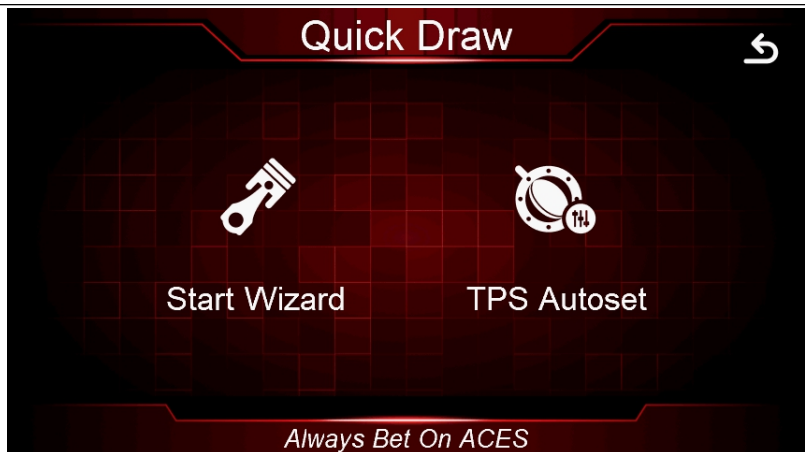 Quick Draw
Start Wizard
TPS Autoset
Always Bet On ACES